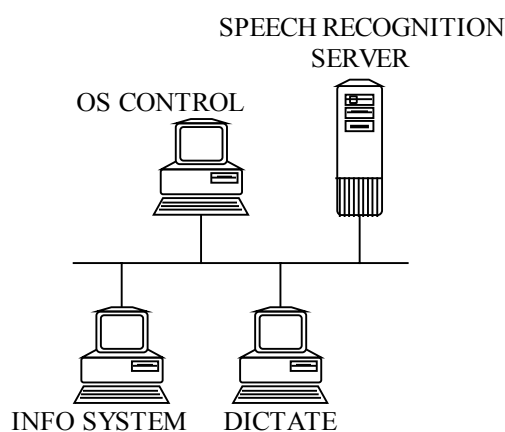 SPEECH RECOGNITION
SERVER
OS CONTROL
INFO SYSTEM
DICTATE